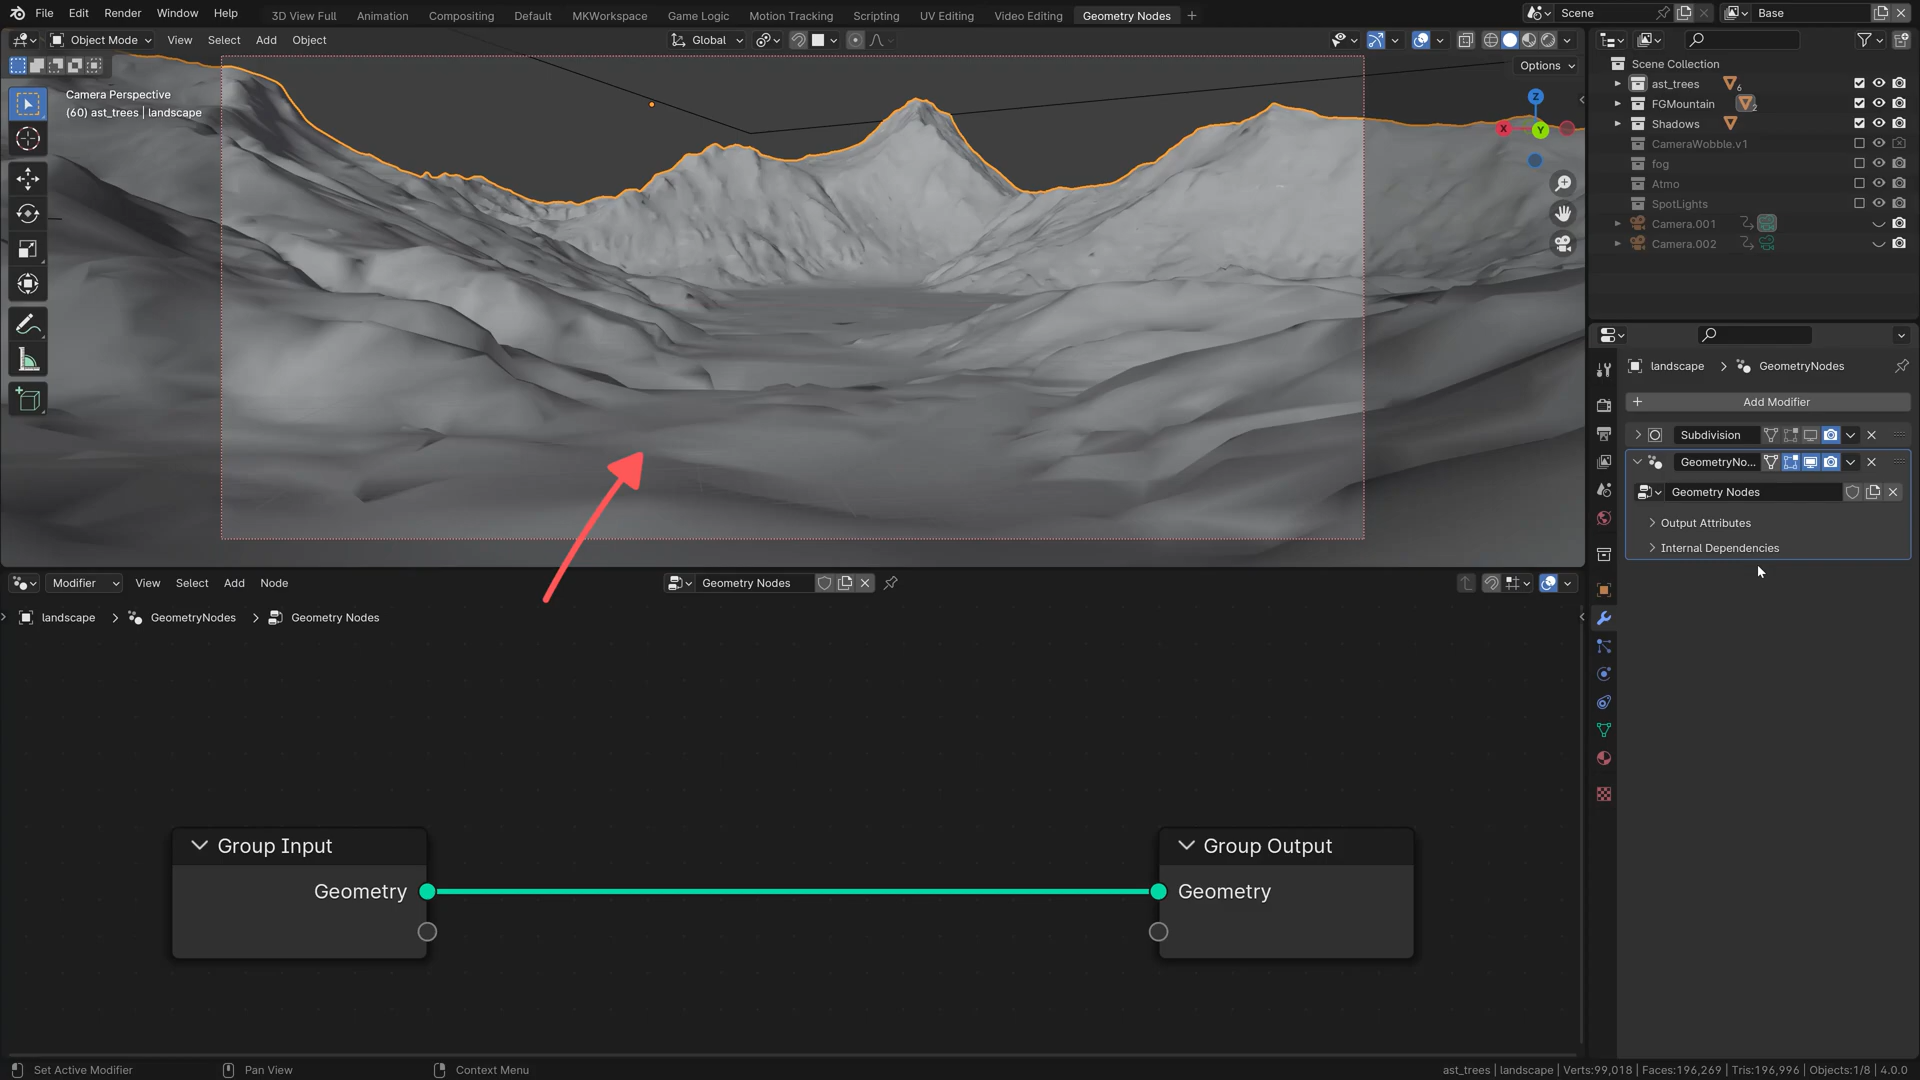 File Edit Render Window Help 3D View Full Animation Compositing Default MKWorkspace Game Logic Motion Tracking Scripting UV Editing Video Editing Geometry Nodes Scene Base
Object Mode View Select Add Object Global
Options
Camera Perspective
(60) ast_trees | landscape
Z
X
Y
Scene Collection
ast_trees 6
FGMountain 2
Shadows
CameraWobble.v1
fog
Atmo
SpotLights
Camera.001
Camera.002
landscape GeometryNodes
Add Modifier
Subdivision
GeometryNo...
Geometry Nodes
Output Attributes
Internal Dependencies
Modifier View Select Add Node Geometry Nodes
landscape GeometryNodes Geometry Nodes
Group Input
Geometry
Group Output
Geometry
Set Active Modifier Pan View Context Menu ast_trees | landscape | Verts:99,018 | Faces:196,269 | Tris:196,996 | Objects:1/8 | 4.0.0